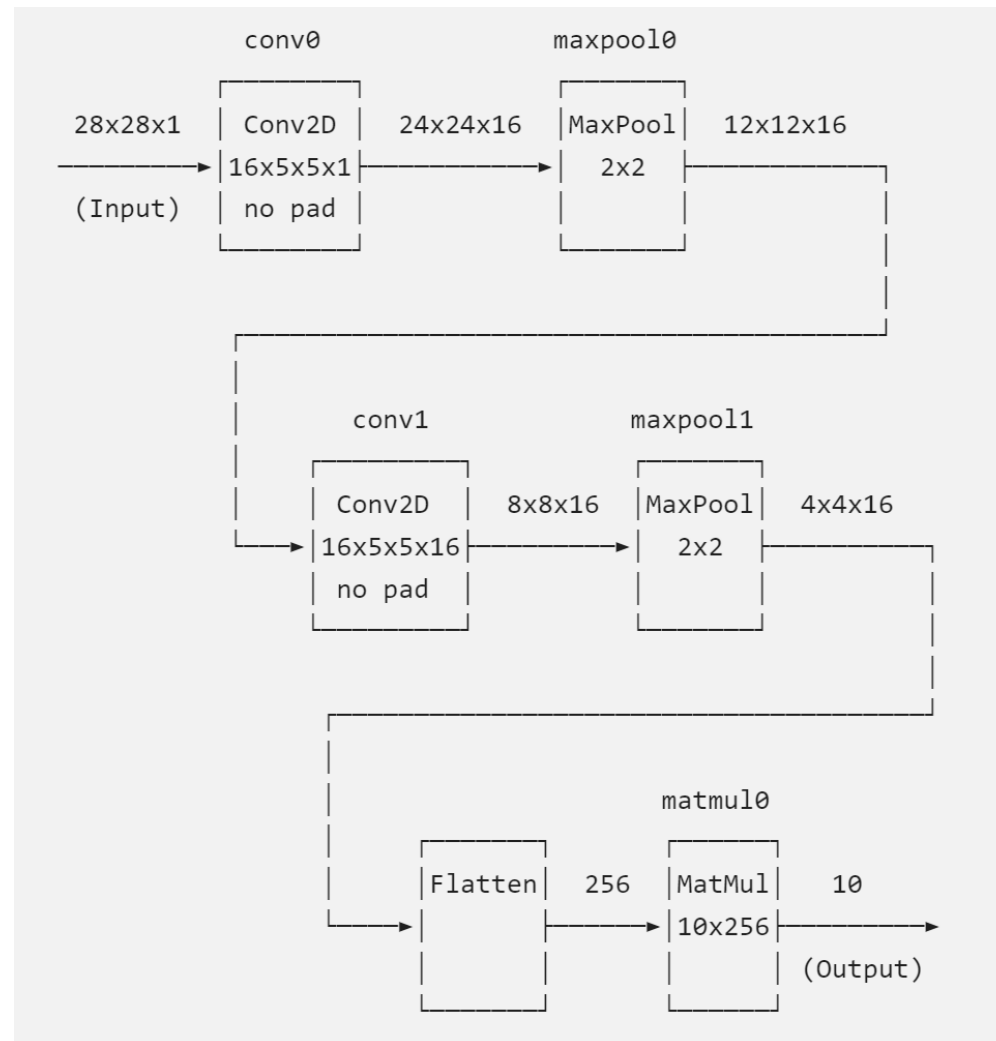 conv0 maxpool0
28x28x1 Conv2D 24x24x16 MaxPool 12x12x16
16x5x5x1 2x2
(Input) no pad
conv1 maxpool1
Conv2D 8x8x16 MaxPool 4x4x16
16x5x5x16 2x2
no pad
matmul0
Flatten 256 MatMul 10
10x256
(Output)